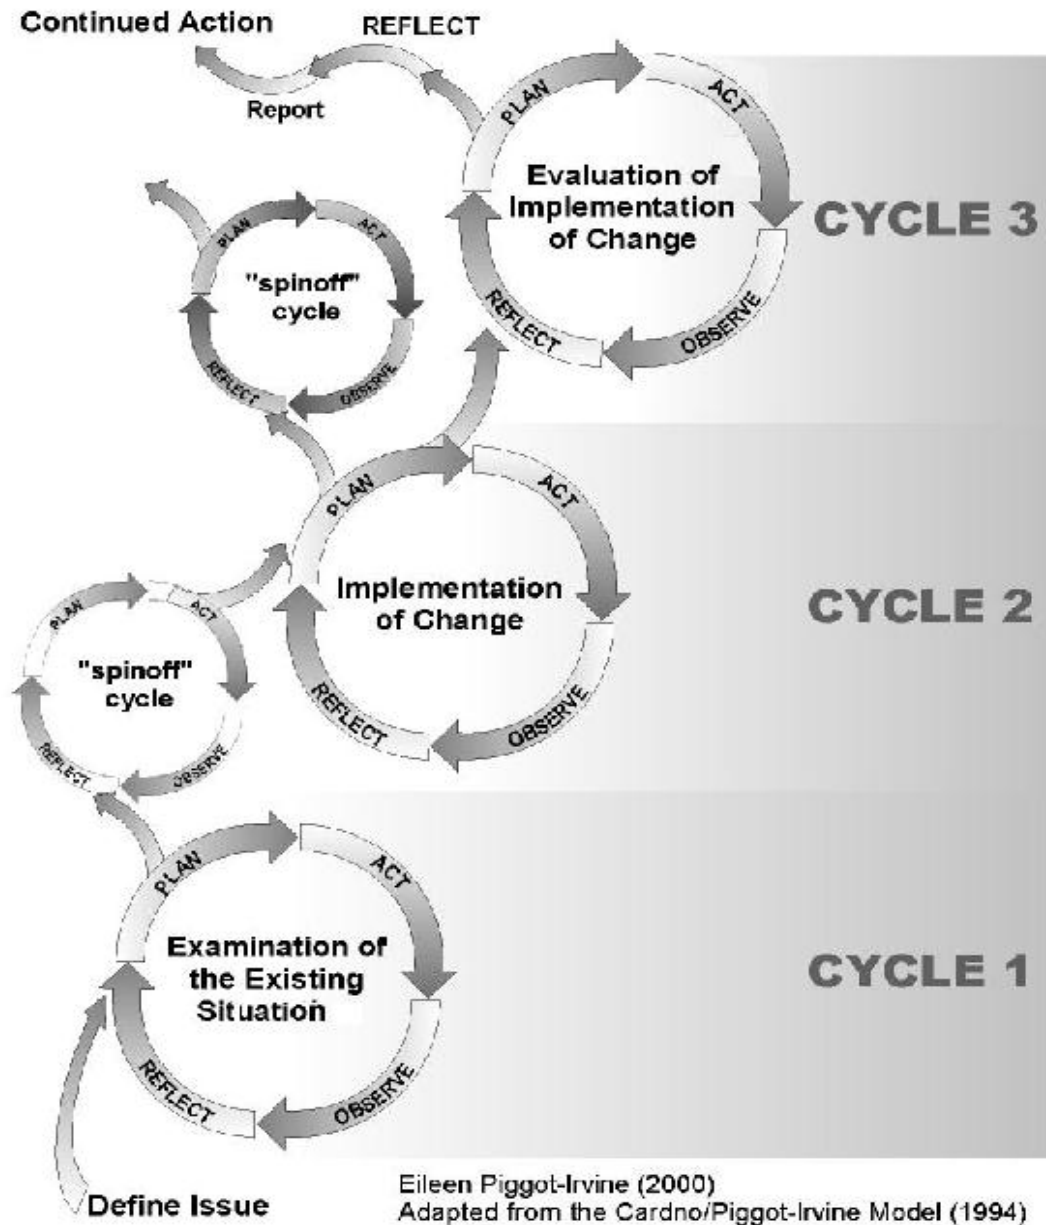 Continued Action
REFLECT
Report
PLAN
ACT
Evaluation of
Implementation
of Change
CYCLE 3
REFLECT
OBSERVE
PLAN
ACT
"spinoff"
cycle
REFLECT
OBSERVE
PLAN
ACT
Implementation
of Change
CYCLE 2
REFLECT
OBSERVE
PLAN
ACT
"spinoff"
cycle
REFLECT
OBSERVE
PLAN
ACT
Examination of
the Existing
Situation
CYCLE 1
REFLECT
OBSERVE
Define Issue
Eileen Piggot-Irvine (2000)
Adapted from the Cardno/Piggot-Irvine Model (1994)